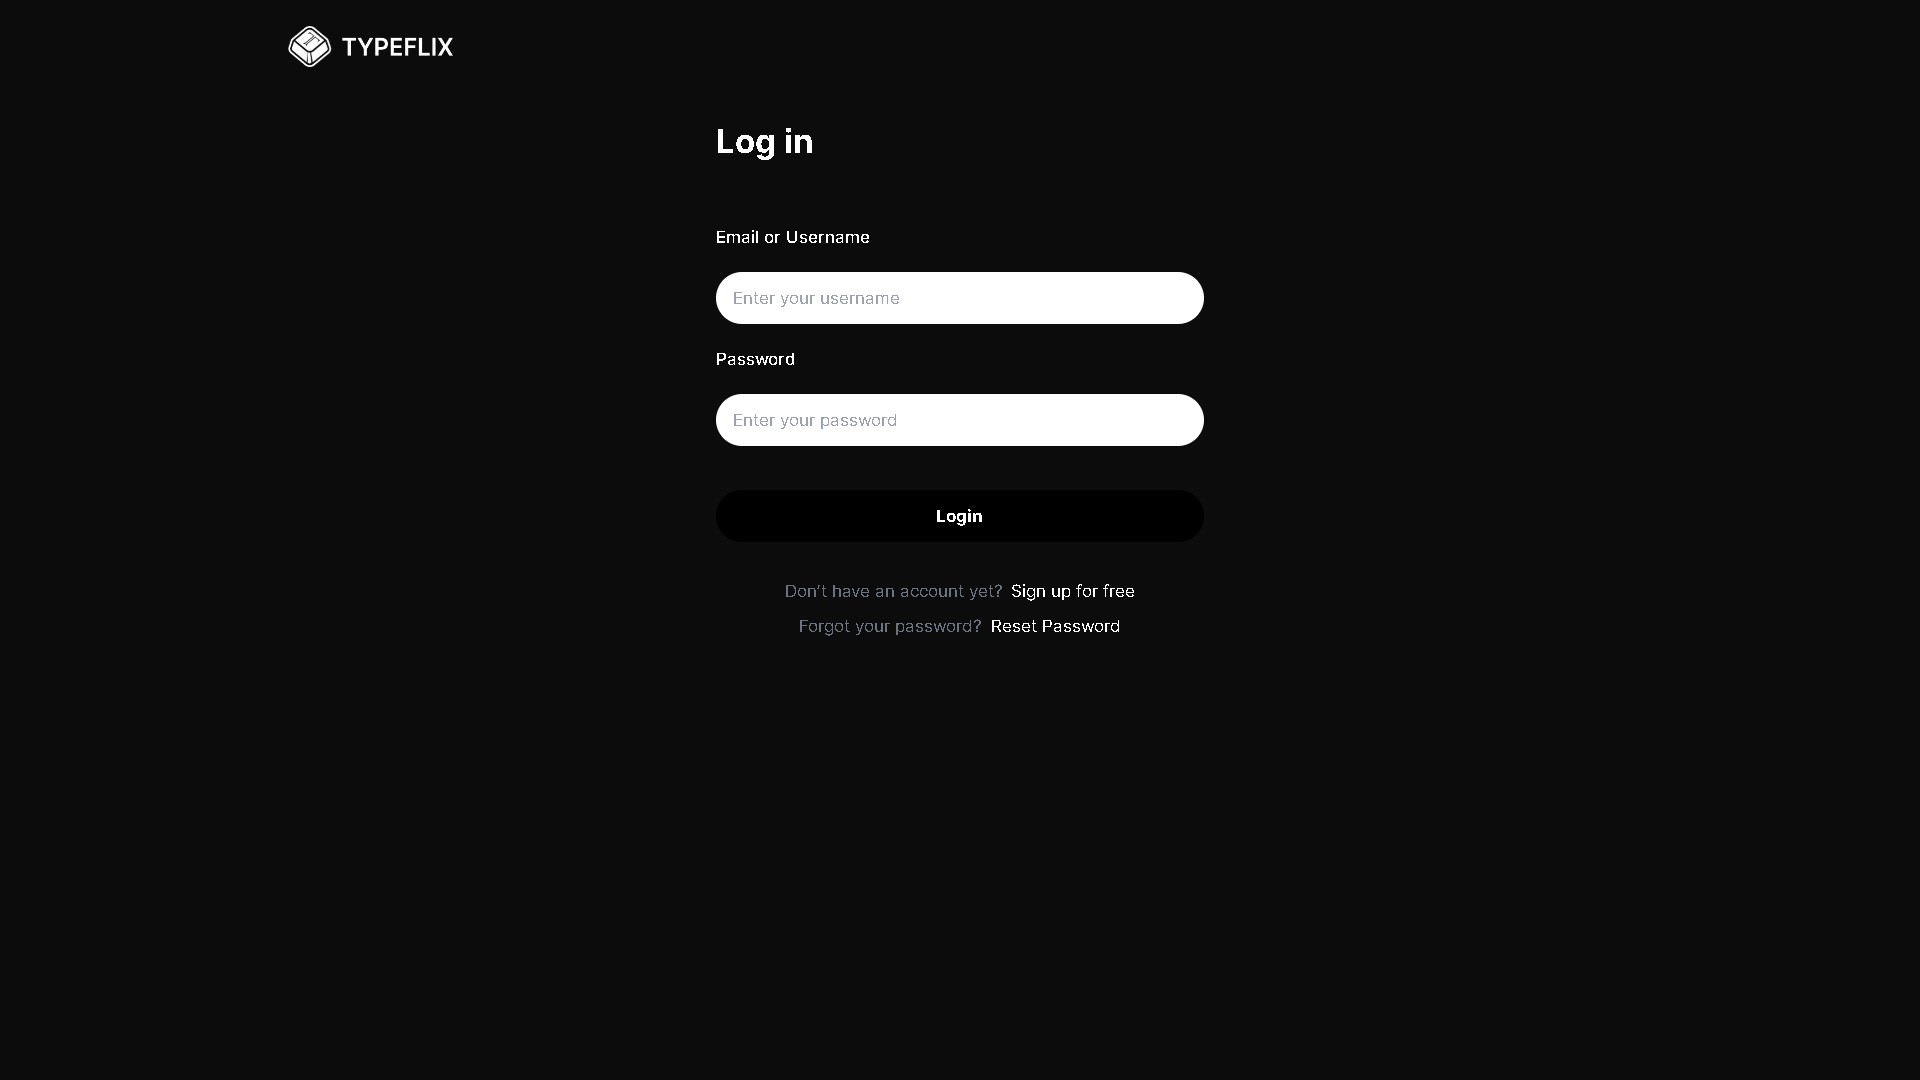 TYPEFLIX
Log in
Email or Username
Enter your username
Password
Enter your password
Login
Don't have an account yet? Sign up for free
Forgot your password? Reset Password